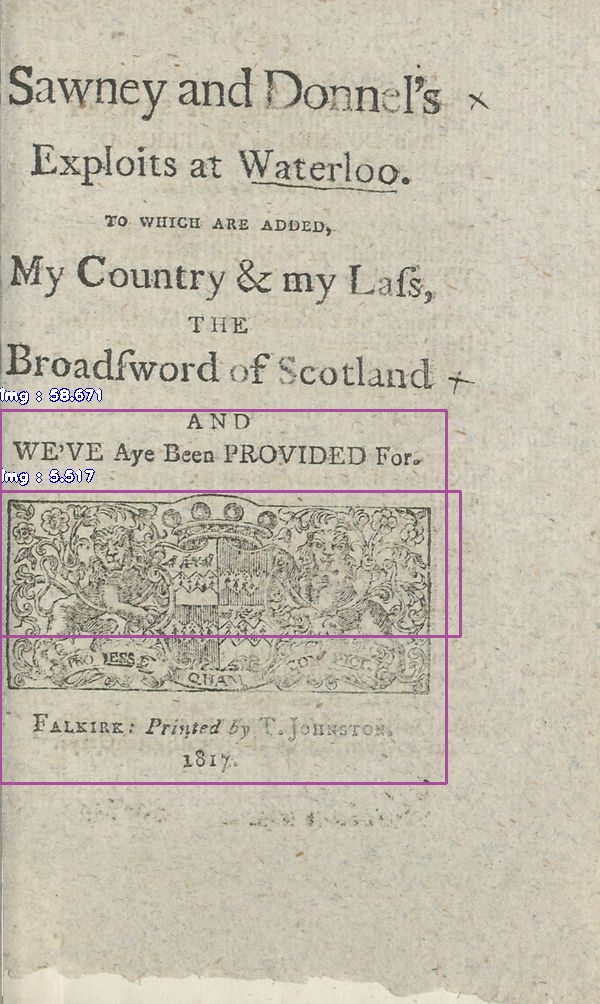 Sawney and Donnel's ×
Exploits at Waterloo.
TO WHICH ARE ADDED,
My Country & my Laſs,
THE
Broadſword of Scotland +
img : 58.671
AND
WE'VE Aye Been PROVIDED For.
img : 5.517
PRO LESSE
QUAM
FALKIRK: Printed by T. JOHNSTON.
1817.